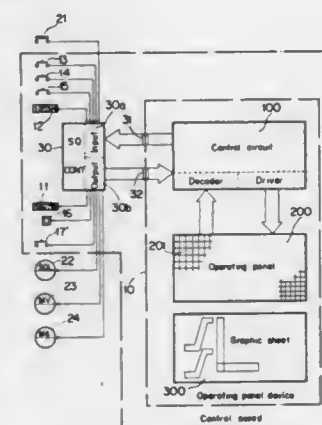 21
13
14
15
30a
12
31
100
30
SQ
CONT
Input
Output
Control circuit
Decoder
Driver
30b
32
11
16
17
201
200
Operating panel
10
22
23
24
MV
Graphic sheet
300
Operating panel device
Control board